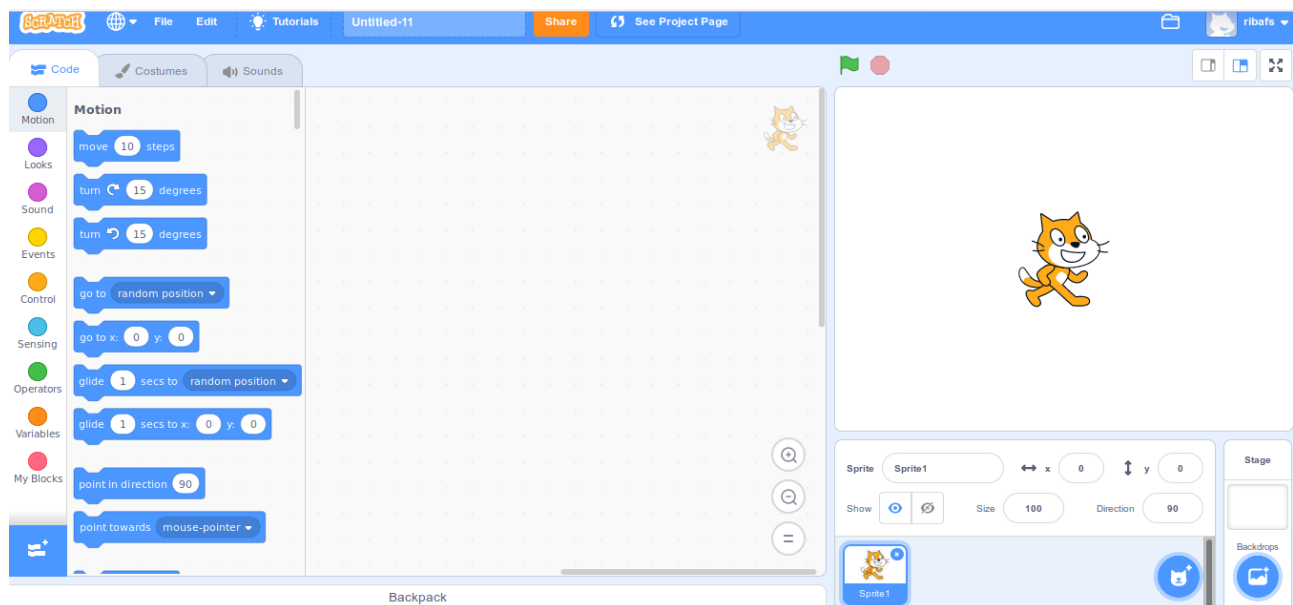 SCRATCH File Edit Tutorials Untitled-11 Share See Project Page ribafs
Code Costumes Sounds
Motion
Looks
Sound
Events
Control
Sensing
Operators
Variables
My Blocks
Motion
move 10 steps
turn 15 degrees
turn 15 degrees
go to random position
go to x: 0 y: 0
glide 1 secs to random position
glide 1 secs to x: 0 y: 0
point in direction 90
point towards mouse-pointer
Backpack
Sprite Sprite1 x 0 y 0
Show Size 100 Direction 90
Sprite1
Stage
Backdrops